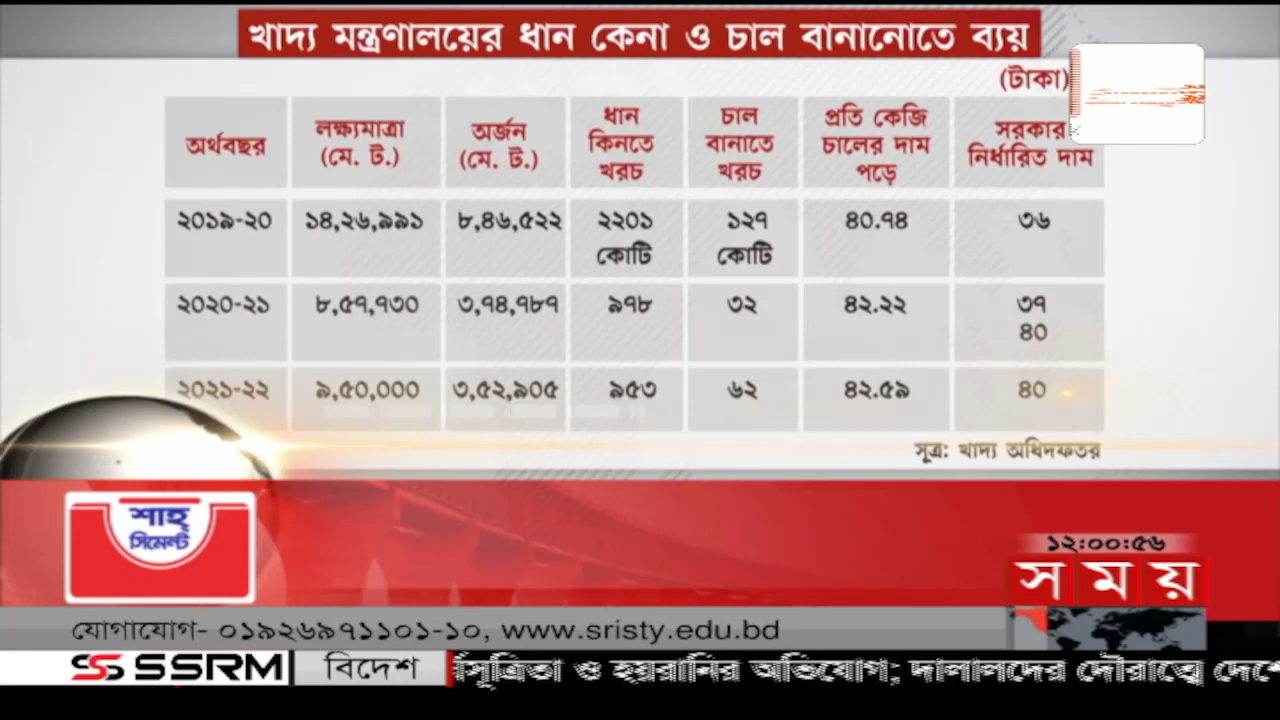 খাদ্য মন্ত্রণালয়ের ধান কেনা ও চাল বানানোতে ব্যয়
(টাকা)
অর্থবছর লক্ষ্যমাত্রা (মে. ট.) অর্জন (মে. ট.) ধান কিনতে খরচ চাল বানাতে খরচ প্রতি কেজি চালের দাম পড়ে সরকার নির্ধারিত দাম
২০১৯-২০ ১৪,২৬,৯৯১ ৮,৪৬,৫২২ ২২০১ কোটি ১২৭ কোটি ৪০.৭৪ ৩৬
২০২০-২১ ৮,৫৭,৭৩০ ৩,৭৪,৭৮৭ ৯৭৮ ৩২ ৪২.২২ ৩৭
৪০
২০২১-২২ ৯,৫০,০০০ ৩,৫২,৯০৫ ৯৫৩ ৬২ ৪২.৫৯ ৪০
সূত্র: খাদ্য অধিদফতর
শাহ্
সিমেন্ট
১২:০০:৫৬
সময়
যোগাযোগ- ০১৯২৬৯৭১১০১-১০, www.sristy.edu.bd
SSRM বিদেশ ও হয়রানির অভিযোগ; দালালদের দৌরাত্ম্যে